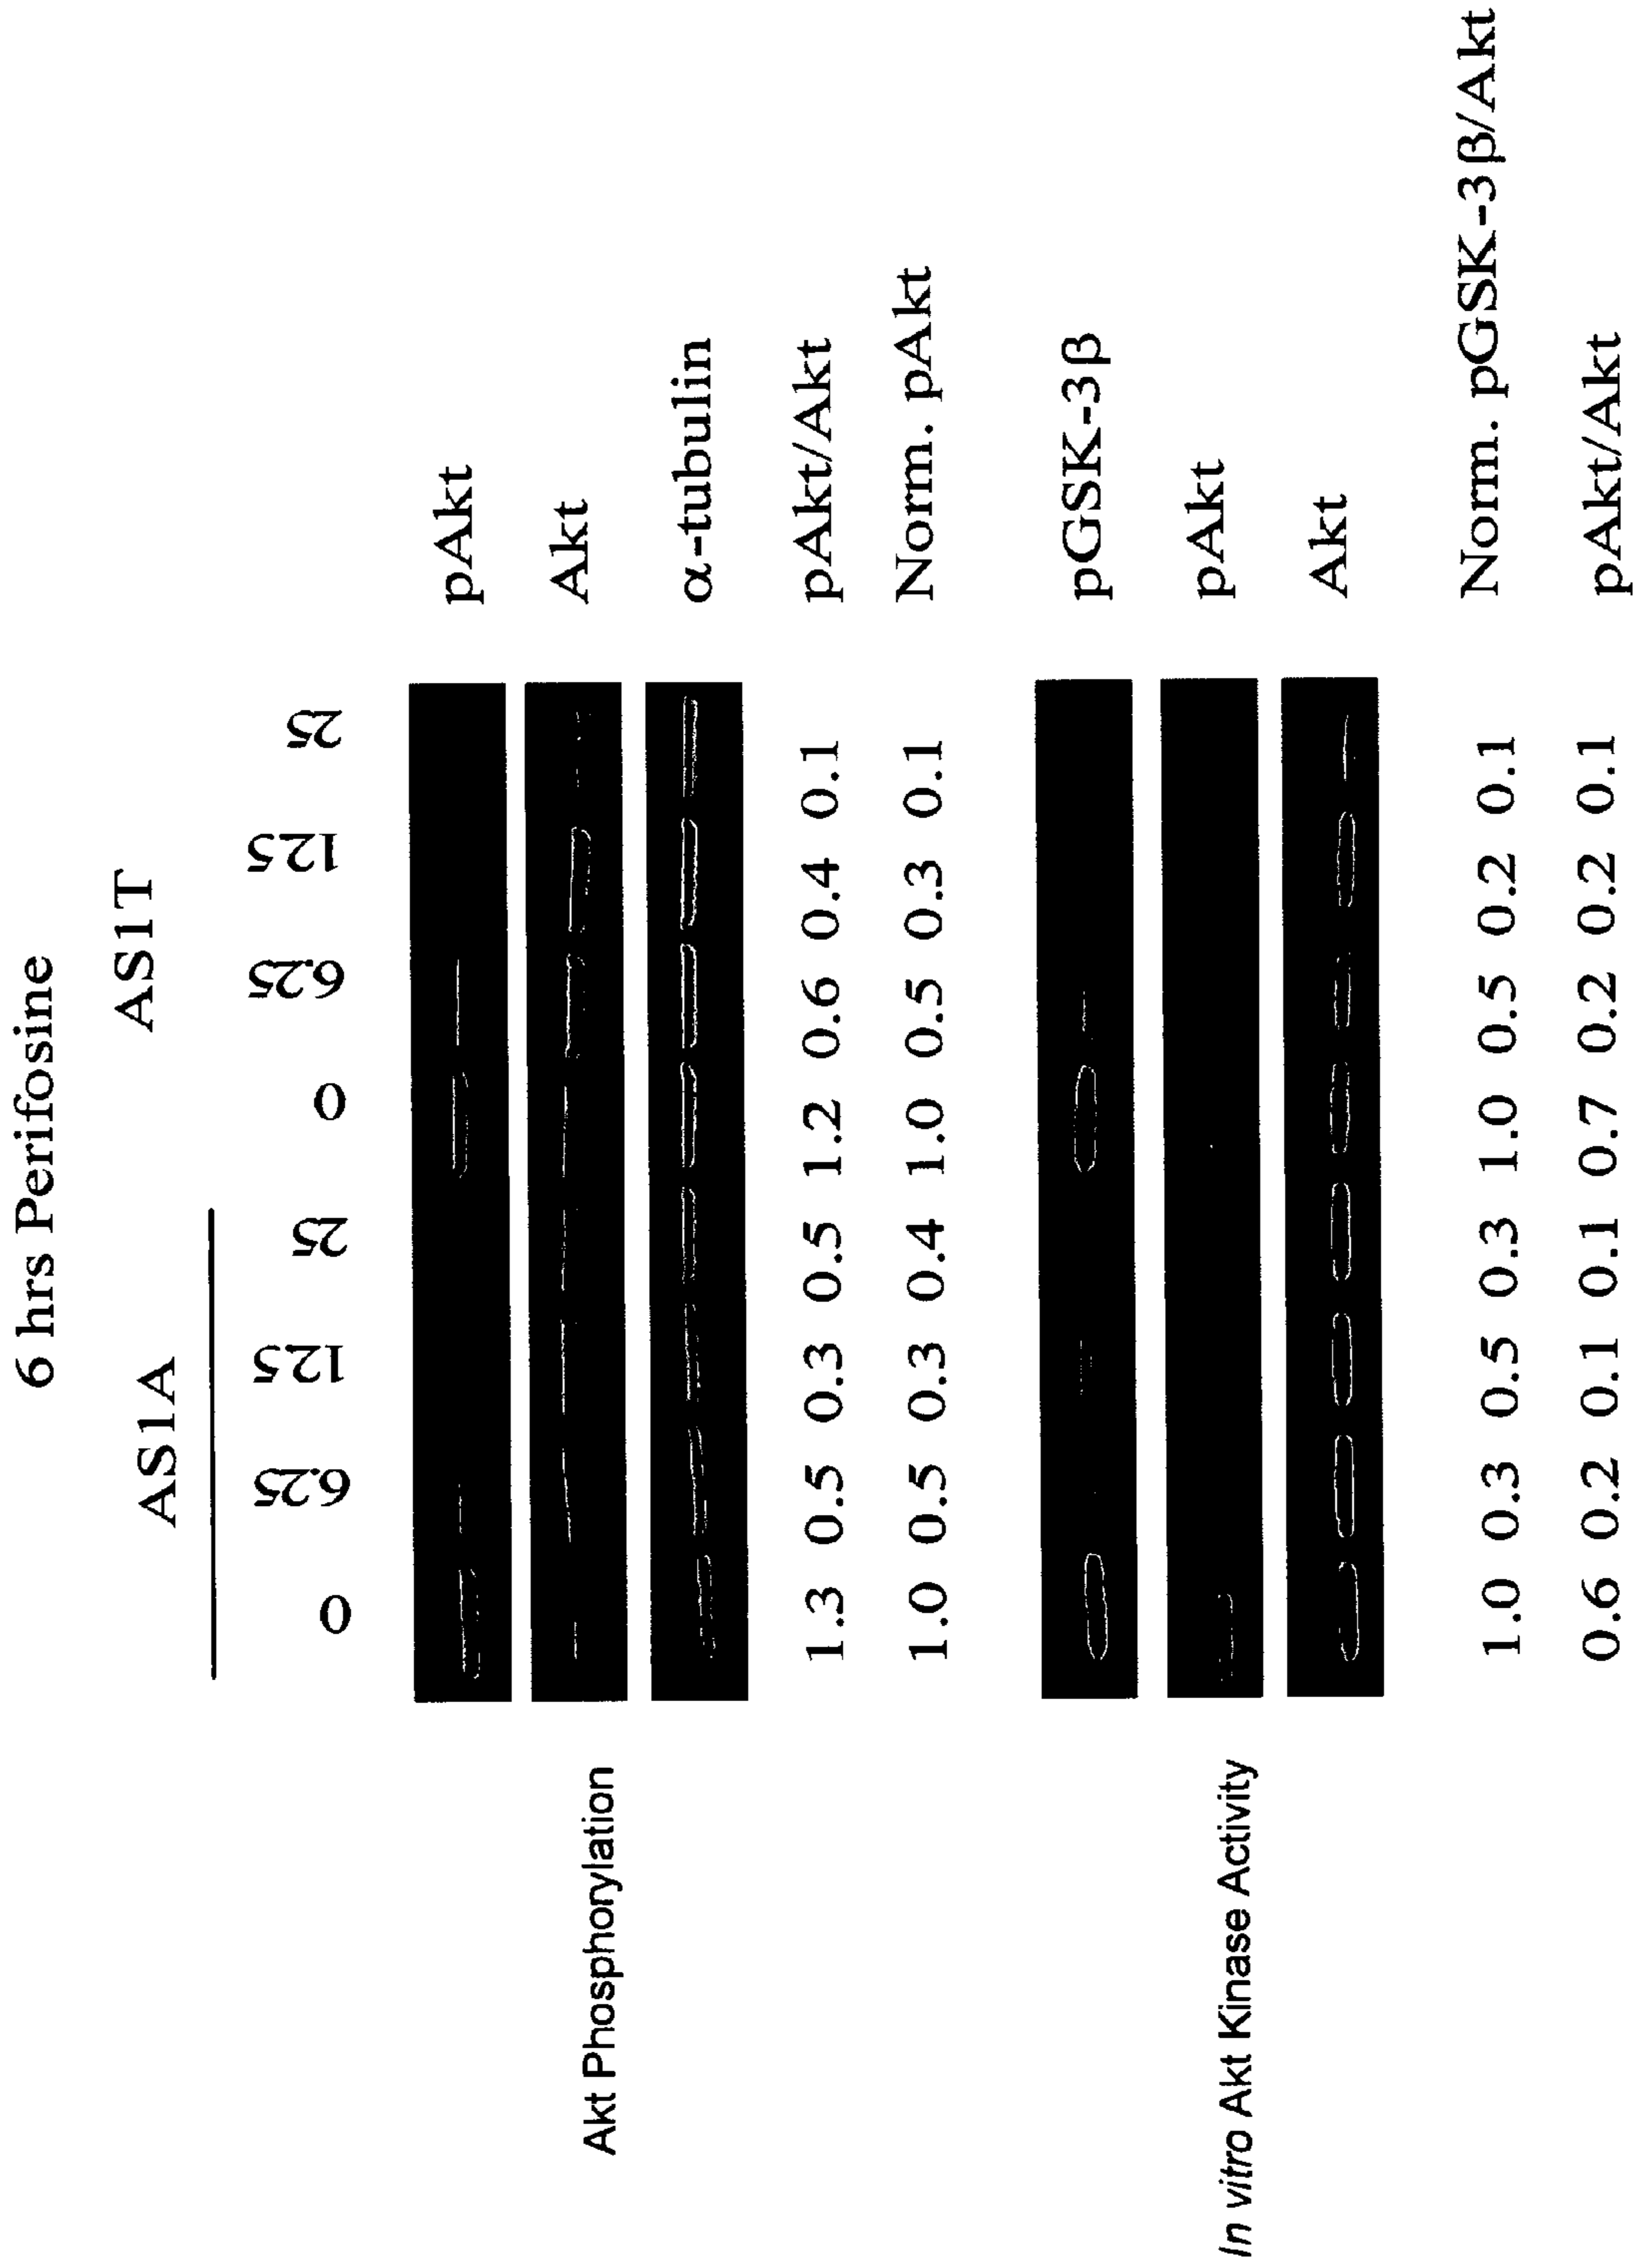 6 hrs Perifosine
AS1A AS1T
0 6.25 12.5 25 0 6.25 12.5 25
Akt Phosphorylation
pAkt
Akt
α-tubulin
1.3 0.5 0.3 0.5 1.2 0.6 0.4 0.1 pAkt/Akt
1.0 0.5 0.3 0.4 1.0 0.5 0.3 0.1 Norm. pAkt
In vitro Akt Kinase Activity
pGSK-3β
pAkt
Akt
1.0 0.3 0.5 0.3 1.0 0.5 0.2 0.1 Norm. pGSK-3β/Akt
0.6 0.2 0.1 0.1 0.7 0.2 0.2 0.1 pAkt/Akt